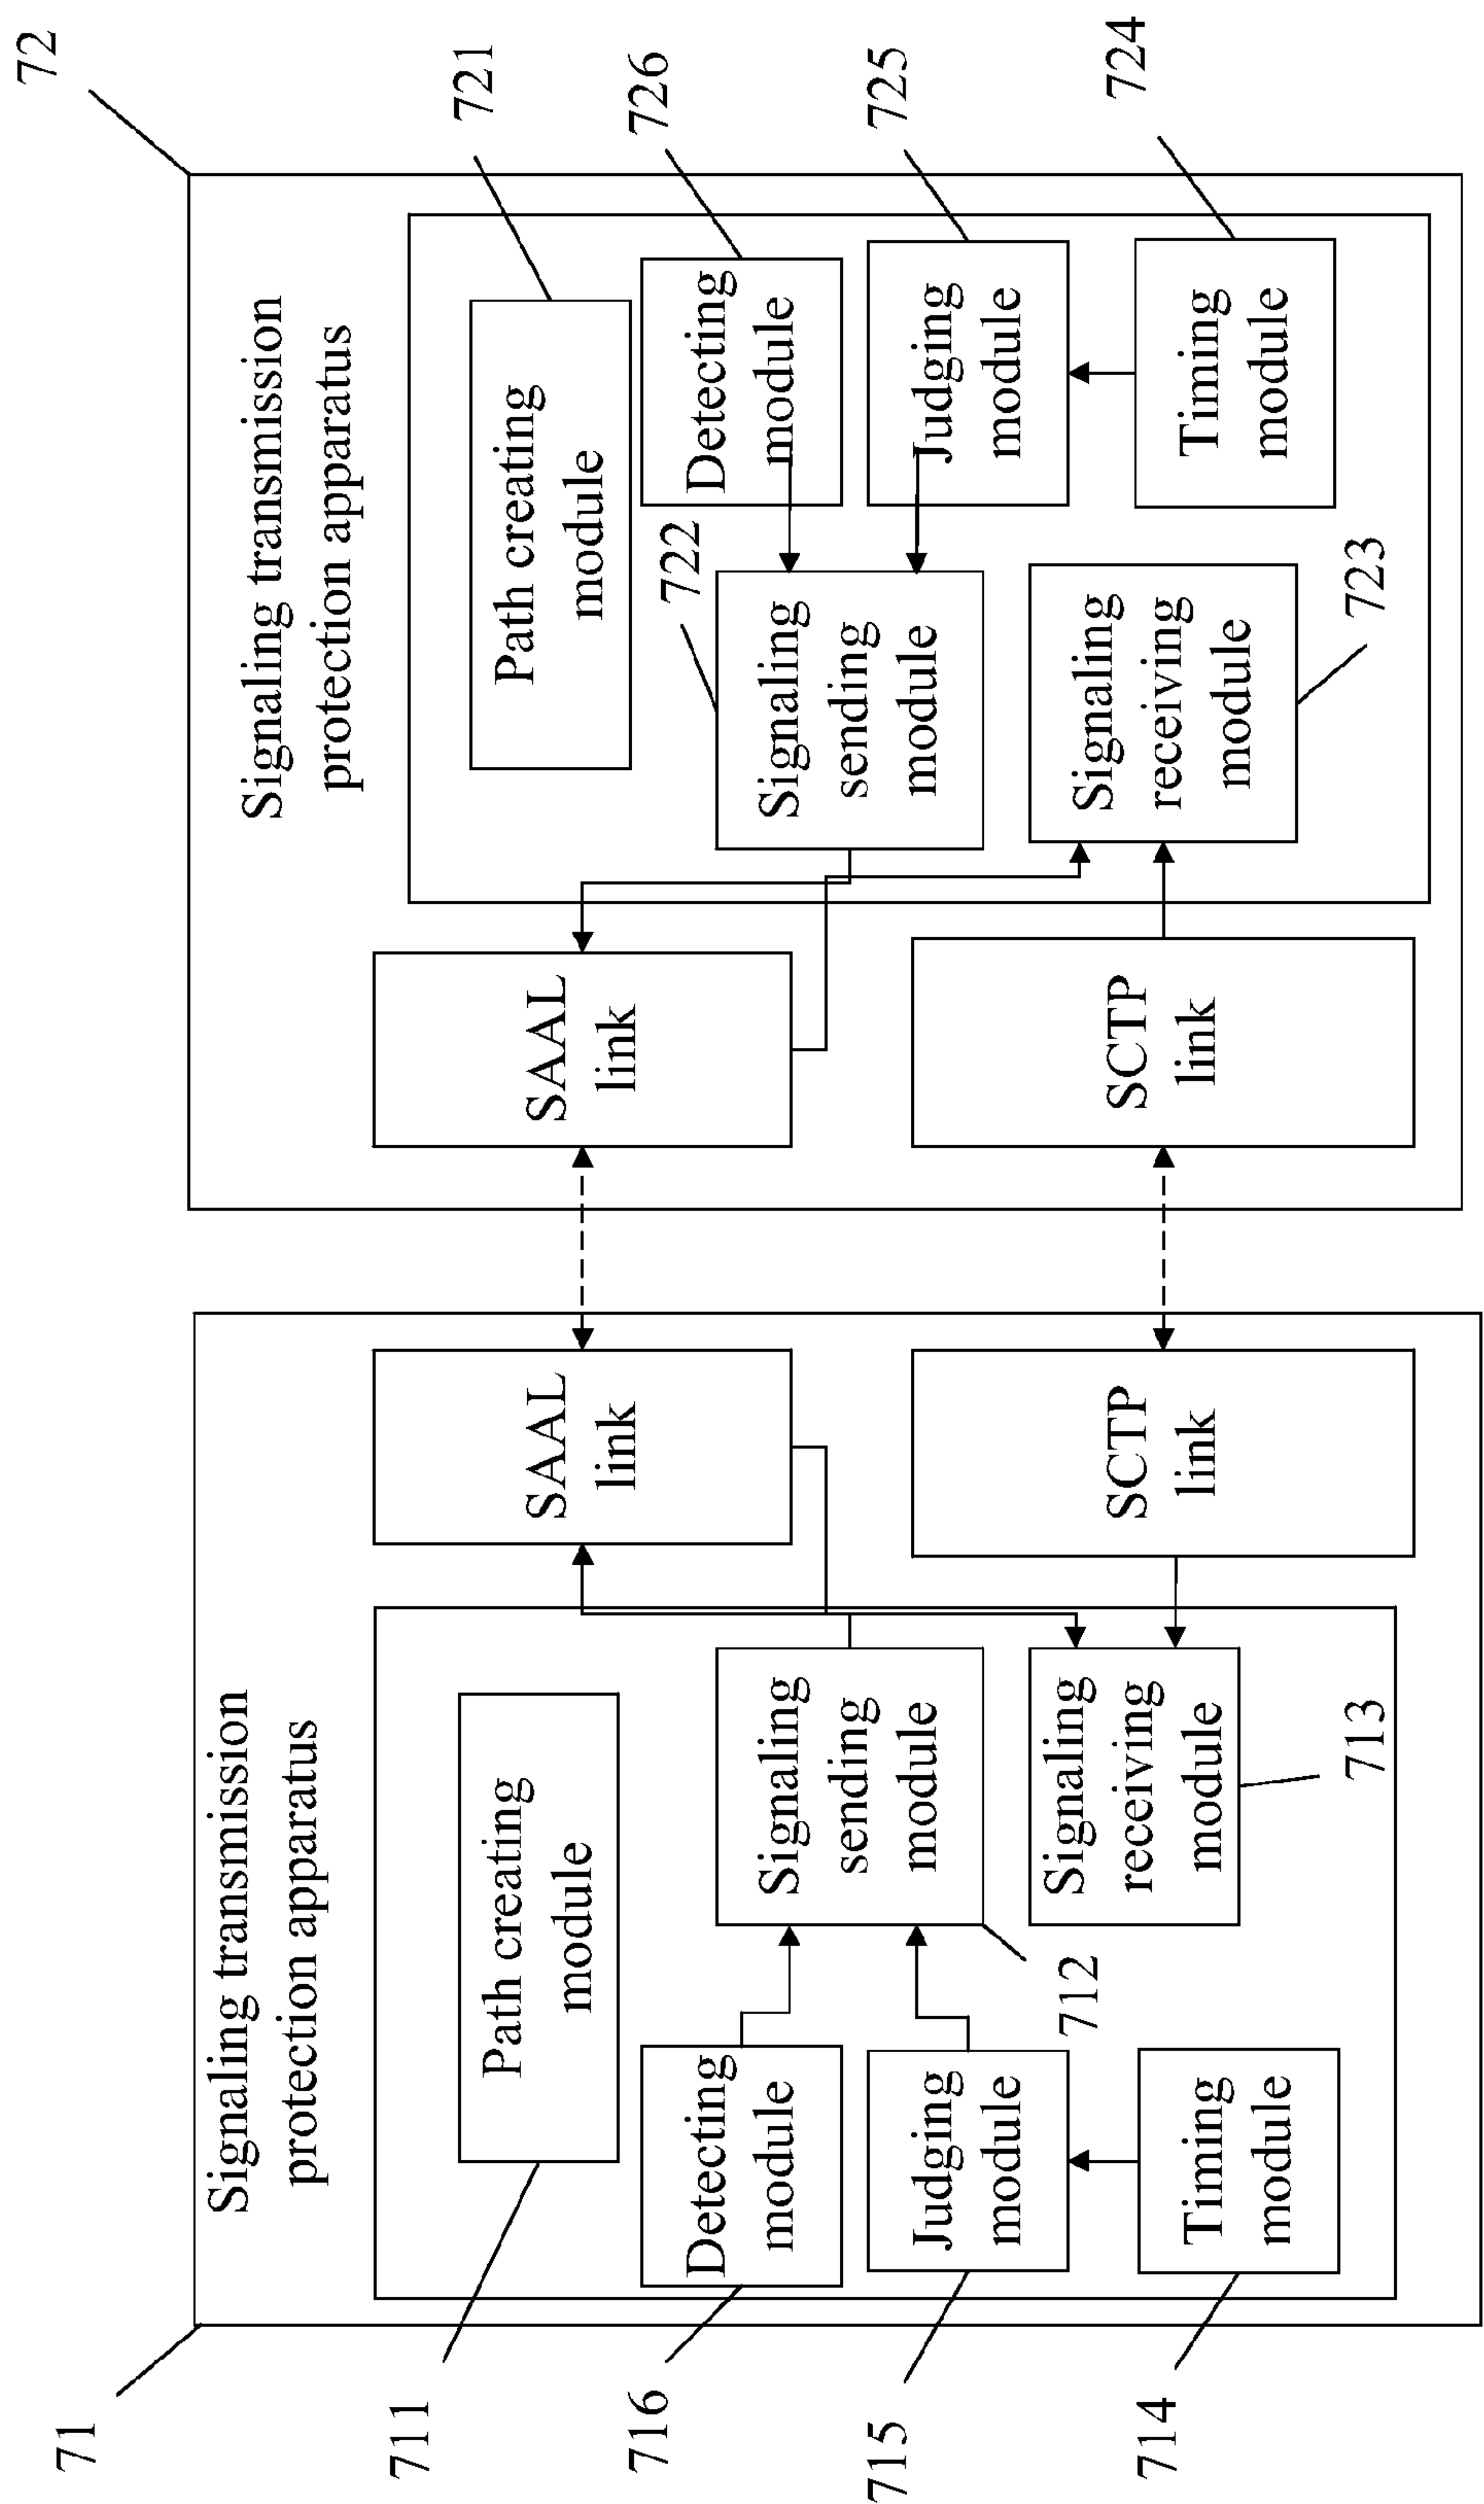 71
Signaling transmission
protection apparatus
711
Path creating
module
716
Detecting
module
715
Judging
module
714
Timing
module
Signaling
sending
module
712
Signaling
receiving
module
713
SAAL
link
SCTP
link
72
Signaling transmission
protection apparatus
SAAL
link
SCTP
link
Path creating
module
721
722
Signaling
sending
module
Signaling
receiving
module
723
Detecting
module
726
Judging
module
725
Timing
module
724